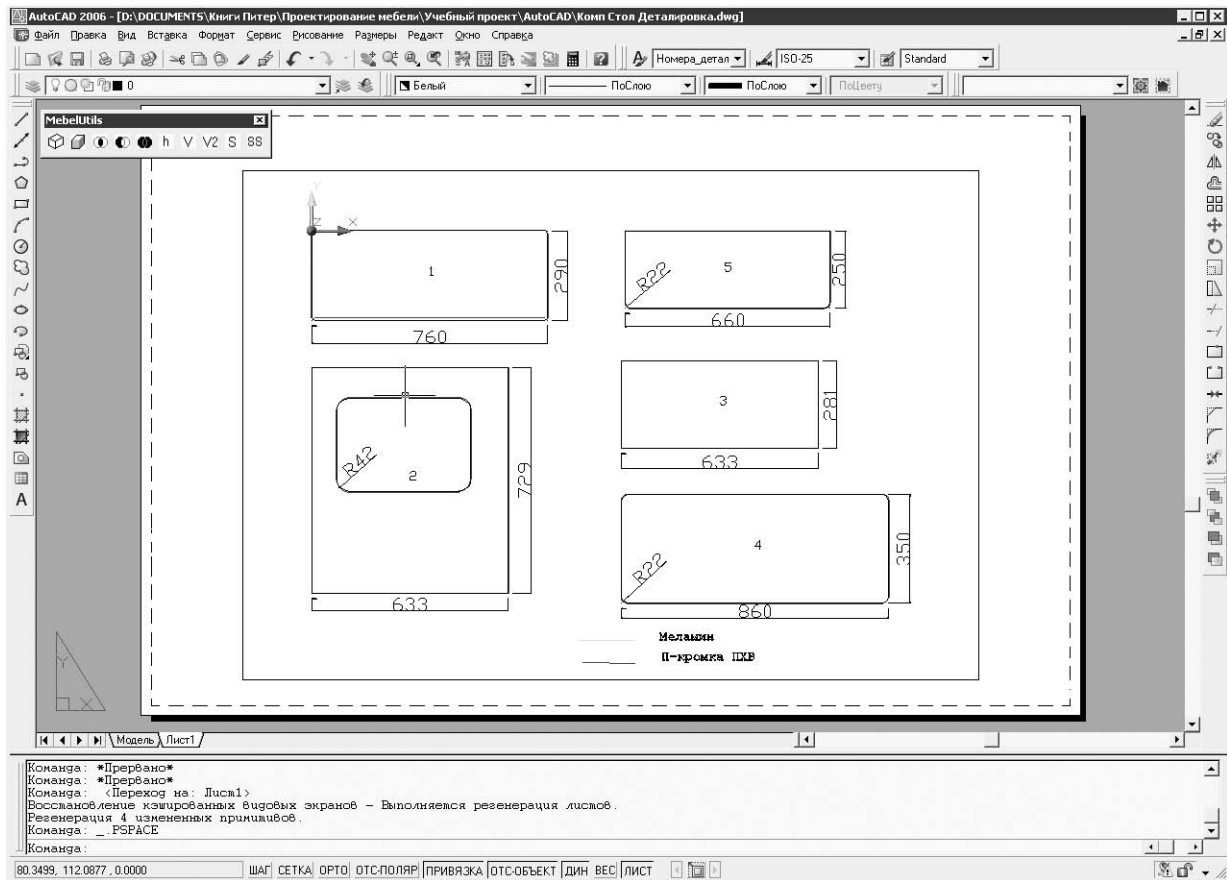 AutoCAD 2006 - [D:\DOCUMENTS\Книги Питер\Проектирование мебели\Учебный проект\AutoCAD\Комп Стол Деталировка.dwg]
Файл Правка Вид Вставка Формат Сервис Рисование Размеры Редакт Окно Справка
Номера_детал ISO-25 Standard
0 Белый ПоСлою ПоСлою ПоЦвету
MebelUtils
h V V2 S SS
Y
Z X
1
290
760
5
R22
250
660
3
281
633
R42
2
729
633
4
R22
350
860
Меламин
П-кромка ПХВ
Y
X
A
Модель Лист1
Команда: *Прервано*
Команда: *Прервано*
Команда: <Переход на: Лист1>
Восстановление кэшированных видовых экранов - Выполняется регенерация листов.
Регенерация 4 измененных примитивов.
Команда: _.PSPACE
Команда:
80.3499, 112.0877, 0.0000 ШАГ СЕТКА ОРТО ОТС-ПОЛЯР ПРИВЯЗКА ОТС-ОБЪЕКТ ДИН ВЕС ЛИСТ